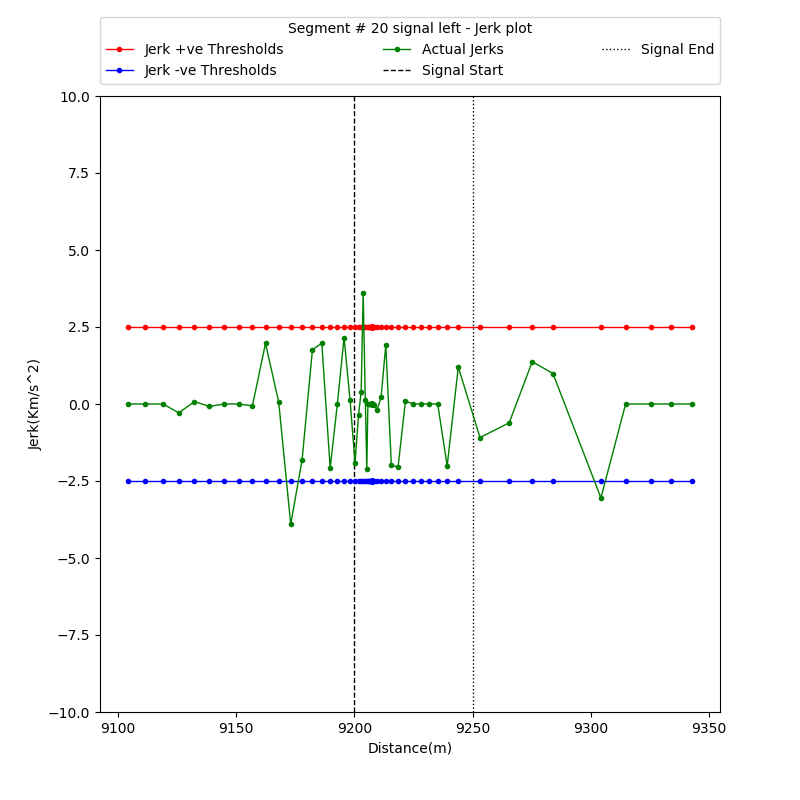 Segment # 20 signal left - Jerk plot
Jerk +ve Thresholds
Jerk -ve Thresholds
Actual Jerks
Signal Start
Signal End
10.0
7.5
5.0
2.5
0.0
−2.5
−5.0
−7.5
−10.0
Jerk(Km/s^2)
9100 9150 9200 9250 9300 9350
Distance(m)